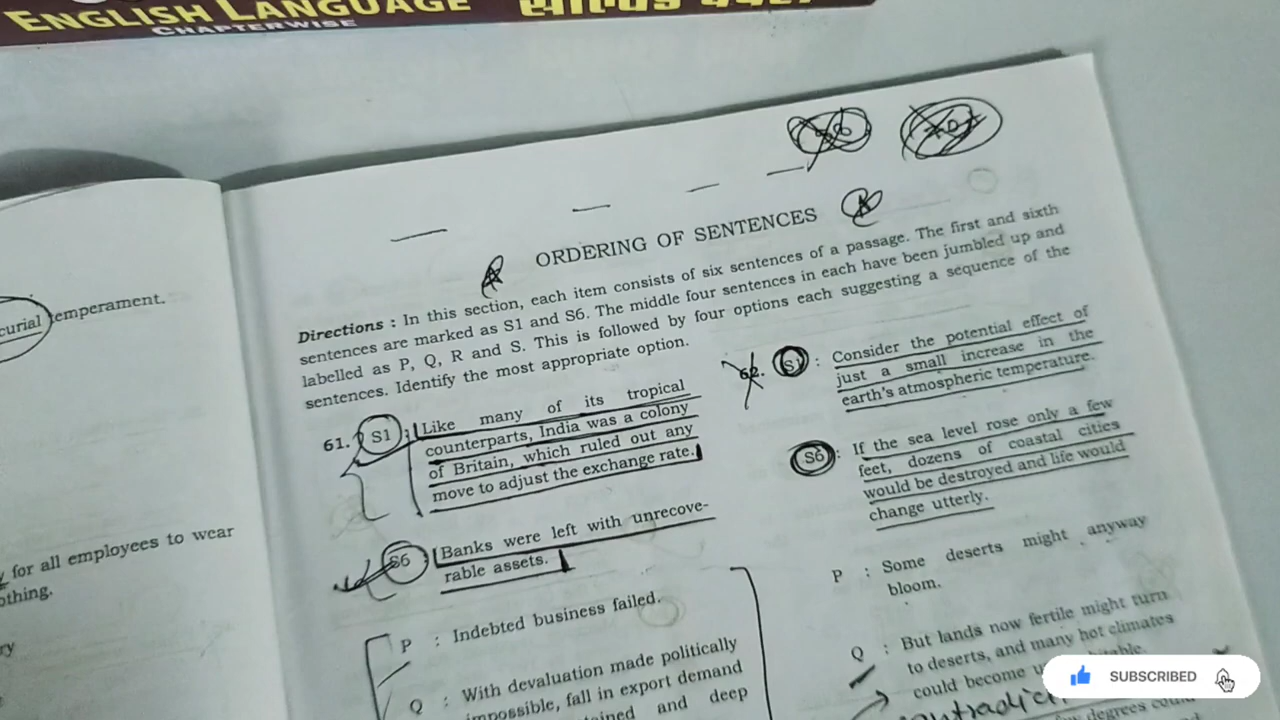 ENGLISH LANGUAGE
CHAPTERWISE
curial temperament.
for all employees to wear
othing.
ry
ORDERING OF SENTENCES
Directions : In this section, each item consists of six sentences of a passage. The first and sixth
sentences are marked as S1 and S6. The middle four sentences in each have been jumbled up and
labelled as P, Q, R and S. This is followed by four options each suggesting a sequence of the
sentences. Identify the most appropriate option.
61. S1 : Like many of its tropical
counterparts, India was a colony
of Britain, which ruled out any
move to adjust the exchange rate.
S6 : Banks were left with unrecove-
rable assets.
P : Indebted business failed.
Q : With devaluation made politically
impossible, fall in export demand
and deep
62. S1 : Consider the potential effect of
just a small increase in the
earth's atmospheric temperature.
S6 : If the sea level rose only a few
feet, dozens of coastal cities
would be destroyed and life would
change utterly.
P : Some deserts might anyway
bloom.
Q : But lands now fertile might turn
to deserts, and many hot climates
could become
degrees could
SUBSCRIBED